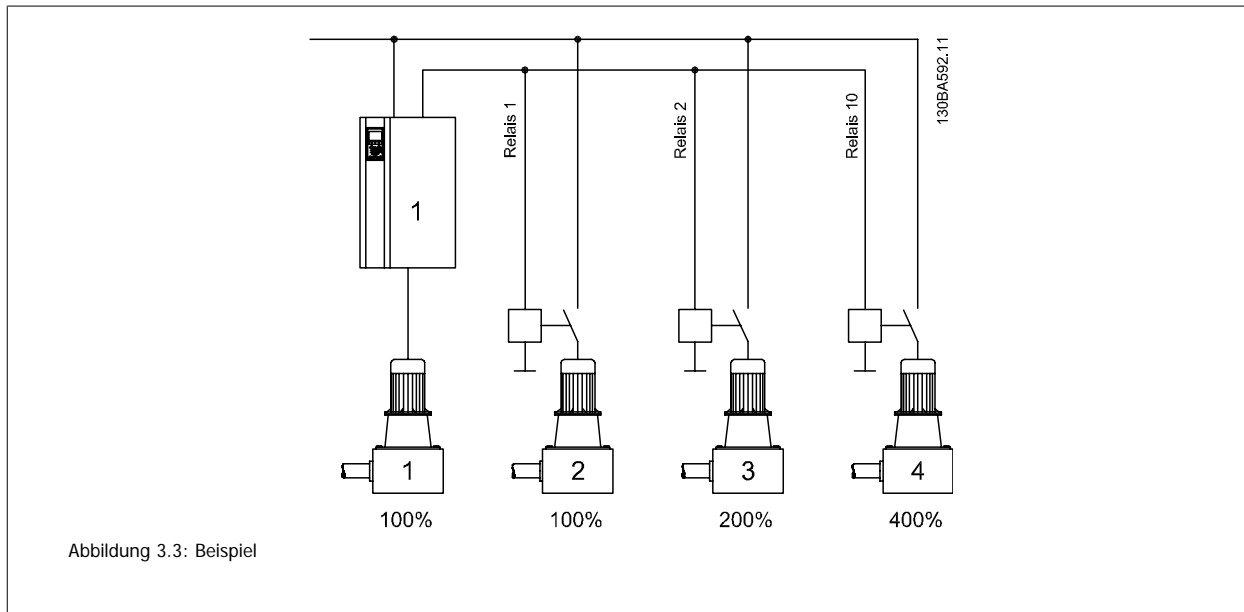 130BA592.11
Relais 1
Relais 2
Relais 10
1
1
2
3
4
100%
100%
200%
400%
Abbildung 3.3: Beispiel